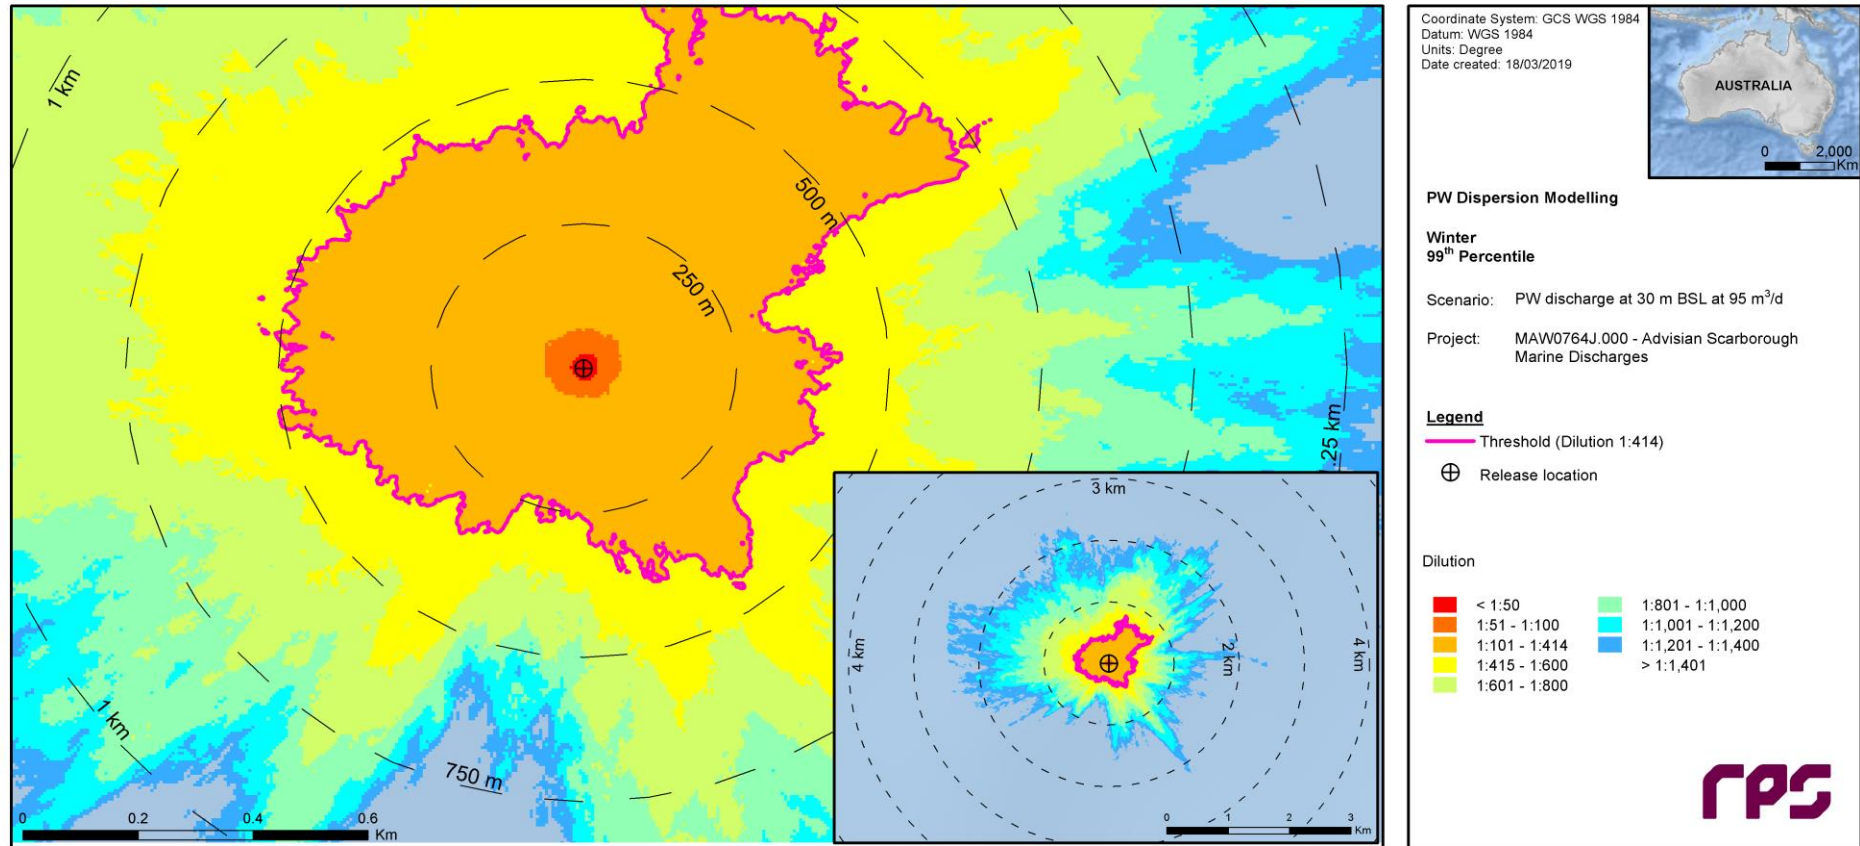 1 km
500 m
250 m
.25 km
1 km
750 m
0 0.2 0.4 0.6
Km
3 km
4 km
2 km
4 km
0 1 2 3
Km
Coordinate System: GCS WGS 1984
Datum: WGS 1984
Units: Degree
Date created: 18/03/2019
AUSTRALIA
0 2,000
Km
PW Dispersion Modelling
Winter
99th Percentile
Scenario: PW discharge at 30 m BSL at 95 m³/d
Project: MAW0764J.000 - Advisian Scarborough
Marine Discharges
Legend
Threshold (Dilution 1:414)
Release location
Dilution
< 1:50
1:51 - 1:100
1:101 - 1:414
1:415 - 1:600
1:601 - 1:800
1:801 - 1:1,000
1:1,001 - 1:1,200
1:1,201 - 1:1,400
> 1:1,401
rps